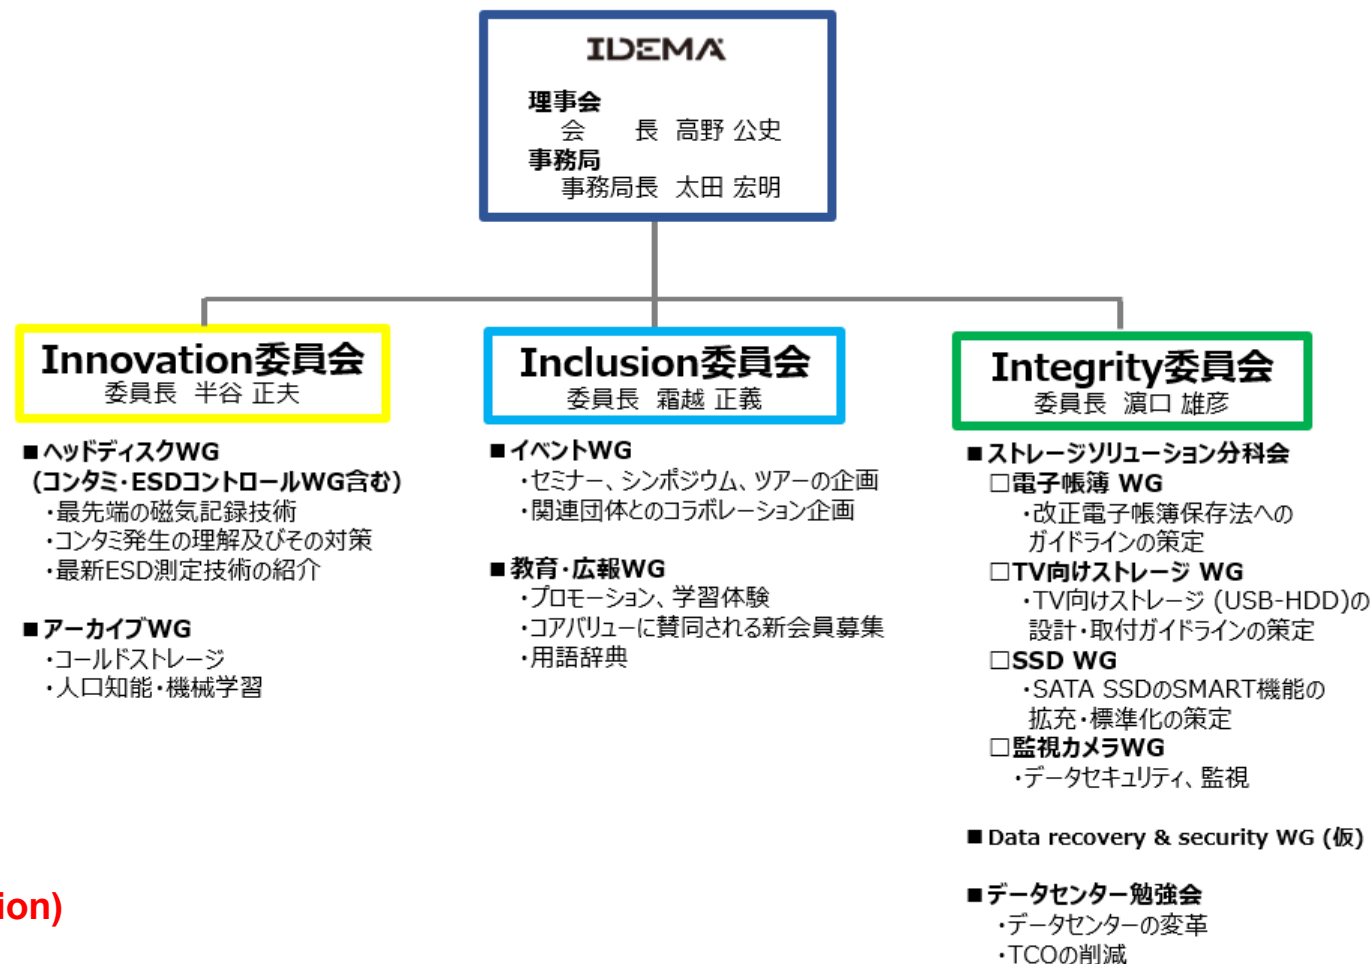 IDEMA
理事会
会 長 高野 公史
事務局
事務局長 太田 宏明
Innovation委員会
委員長 半谷 正夫
■ヘッドディスクWG
(コンタミ・ESDコントロールWG含む)
・最先端の磁気記録技術
・コンタミ発生の理解及びその対策
・最新ESD測定技術の紹介
■アーカイブWG
・コールドストレージ
・人口知能・機械学習
Inclusion委員会
委員長 霜越 正義
■イベントWG
・セミナー、シンポジウム、ツアーの企画
・関連団体とのコラボレーション企画
■教育・広報WG
・プロモーション、学習体験
・コアバリューに賛同される新会員募集
・用語辞典
Integrity委員会
委員長 濵口 雄彦
■ストレージソリューション分科会
□電子帳簿 WG
・改正電子帳簿保存法への
ガイドラインの策定
□TV向けストレージ WG
・TV向けストレージ (USB-HDD)の
設計・取付ガイドラインの策定
□SSD WG
・SATA SSDのSMART機能の
拡充・標準化の策定
□監視カメラWG
・データセキュリティ、監視
■Data recovery & security WG (仮)
■データセンター勉強会
・データセンターの変革
・TCOの削減
ion)